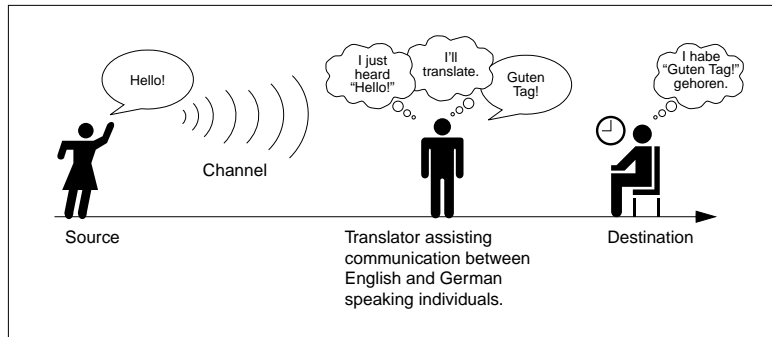 Hello!
I just
heard
“Hello!”
I’ll
translate.
Guten
Tag!
I habe
“Guten Tag!”
gehoren.
Channel
Source
Translator assisting
communication between
English and German
speaking individuals.
Destination